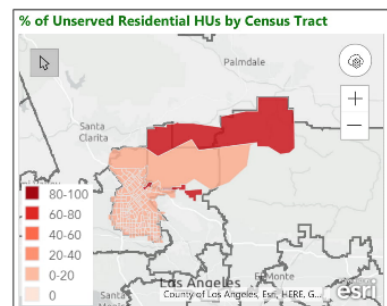 % of Unserved Residential HUs by Census Tract
Palmdale
Santa
Clarita
+
−
80-100
60-80
40-60
20-40
0-20
0
Los Angeles
El Monte
Santa
County of Los Angeles, Esri, HERE, G...
esri